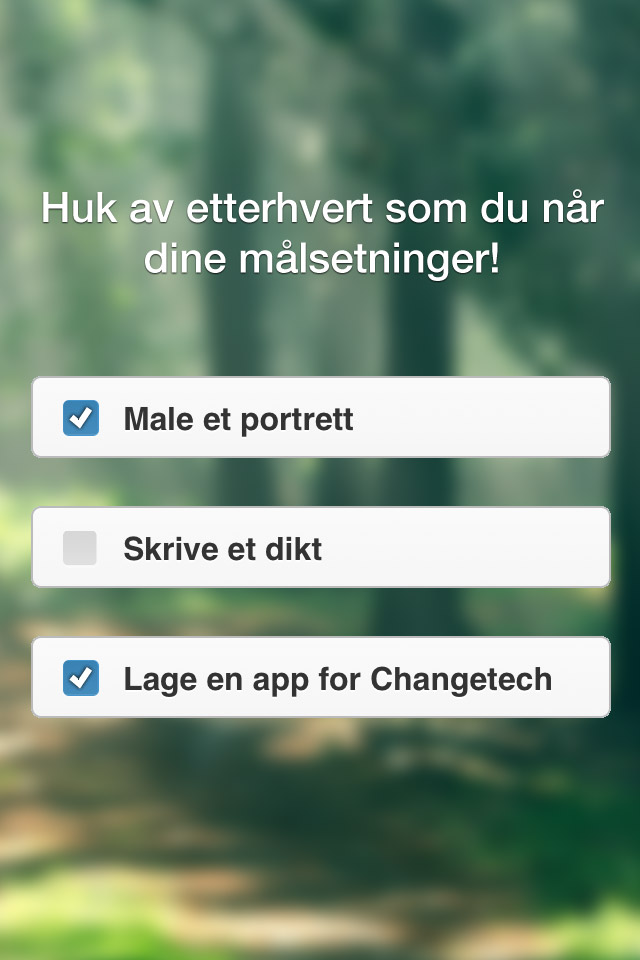 Huk av etterhvert som du når
dine målsetninger!
Male et portrett
Skrive et dikt
Lage en app for Changetech